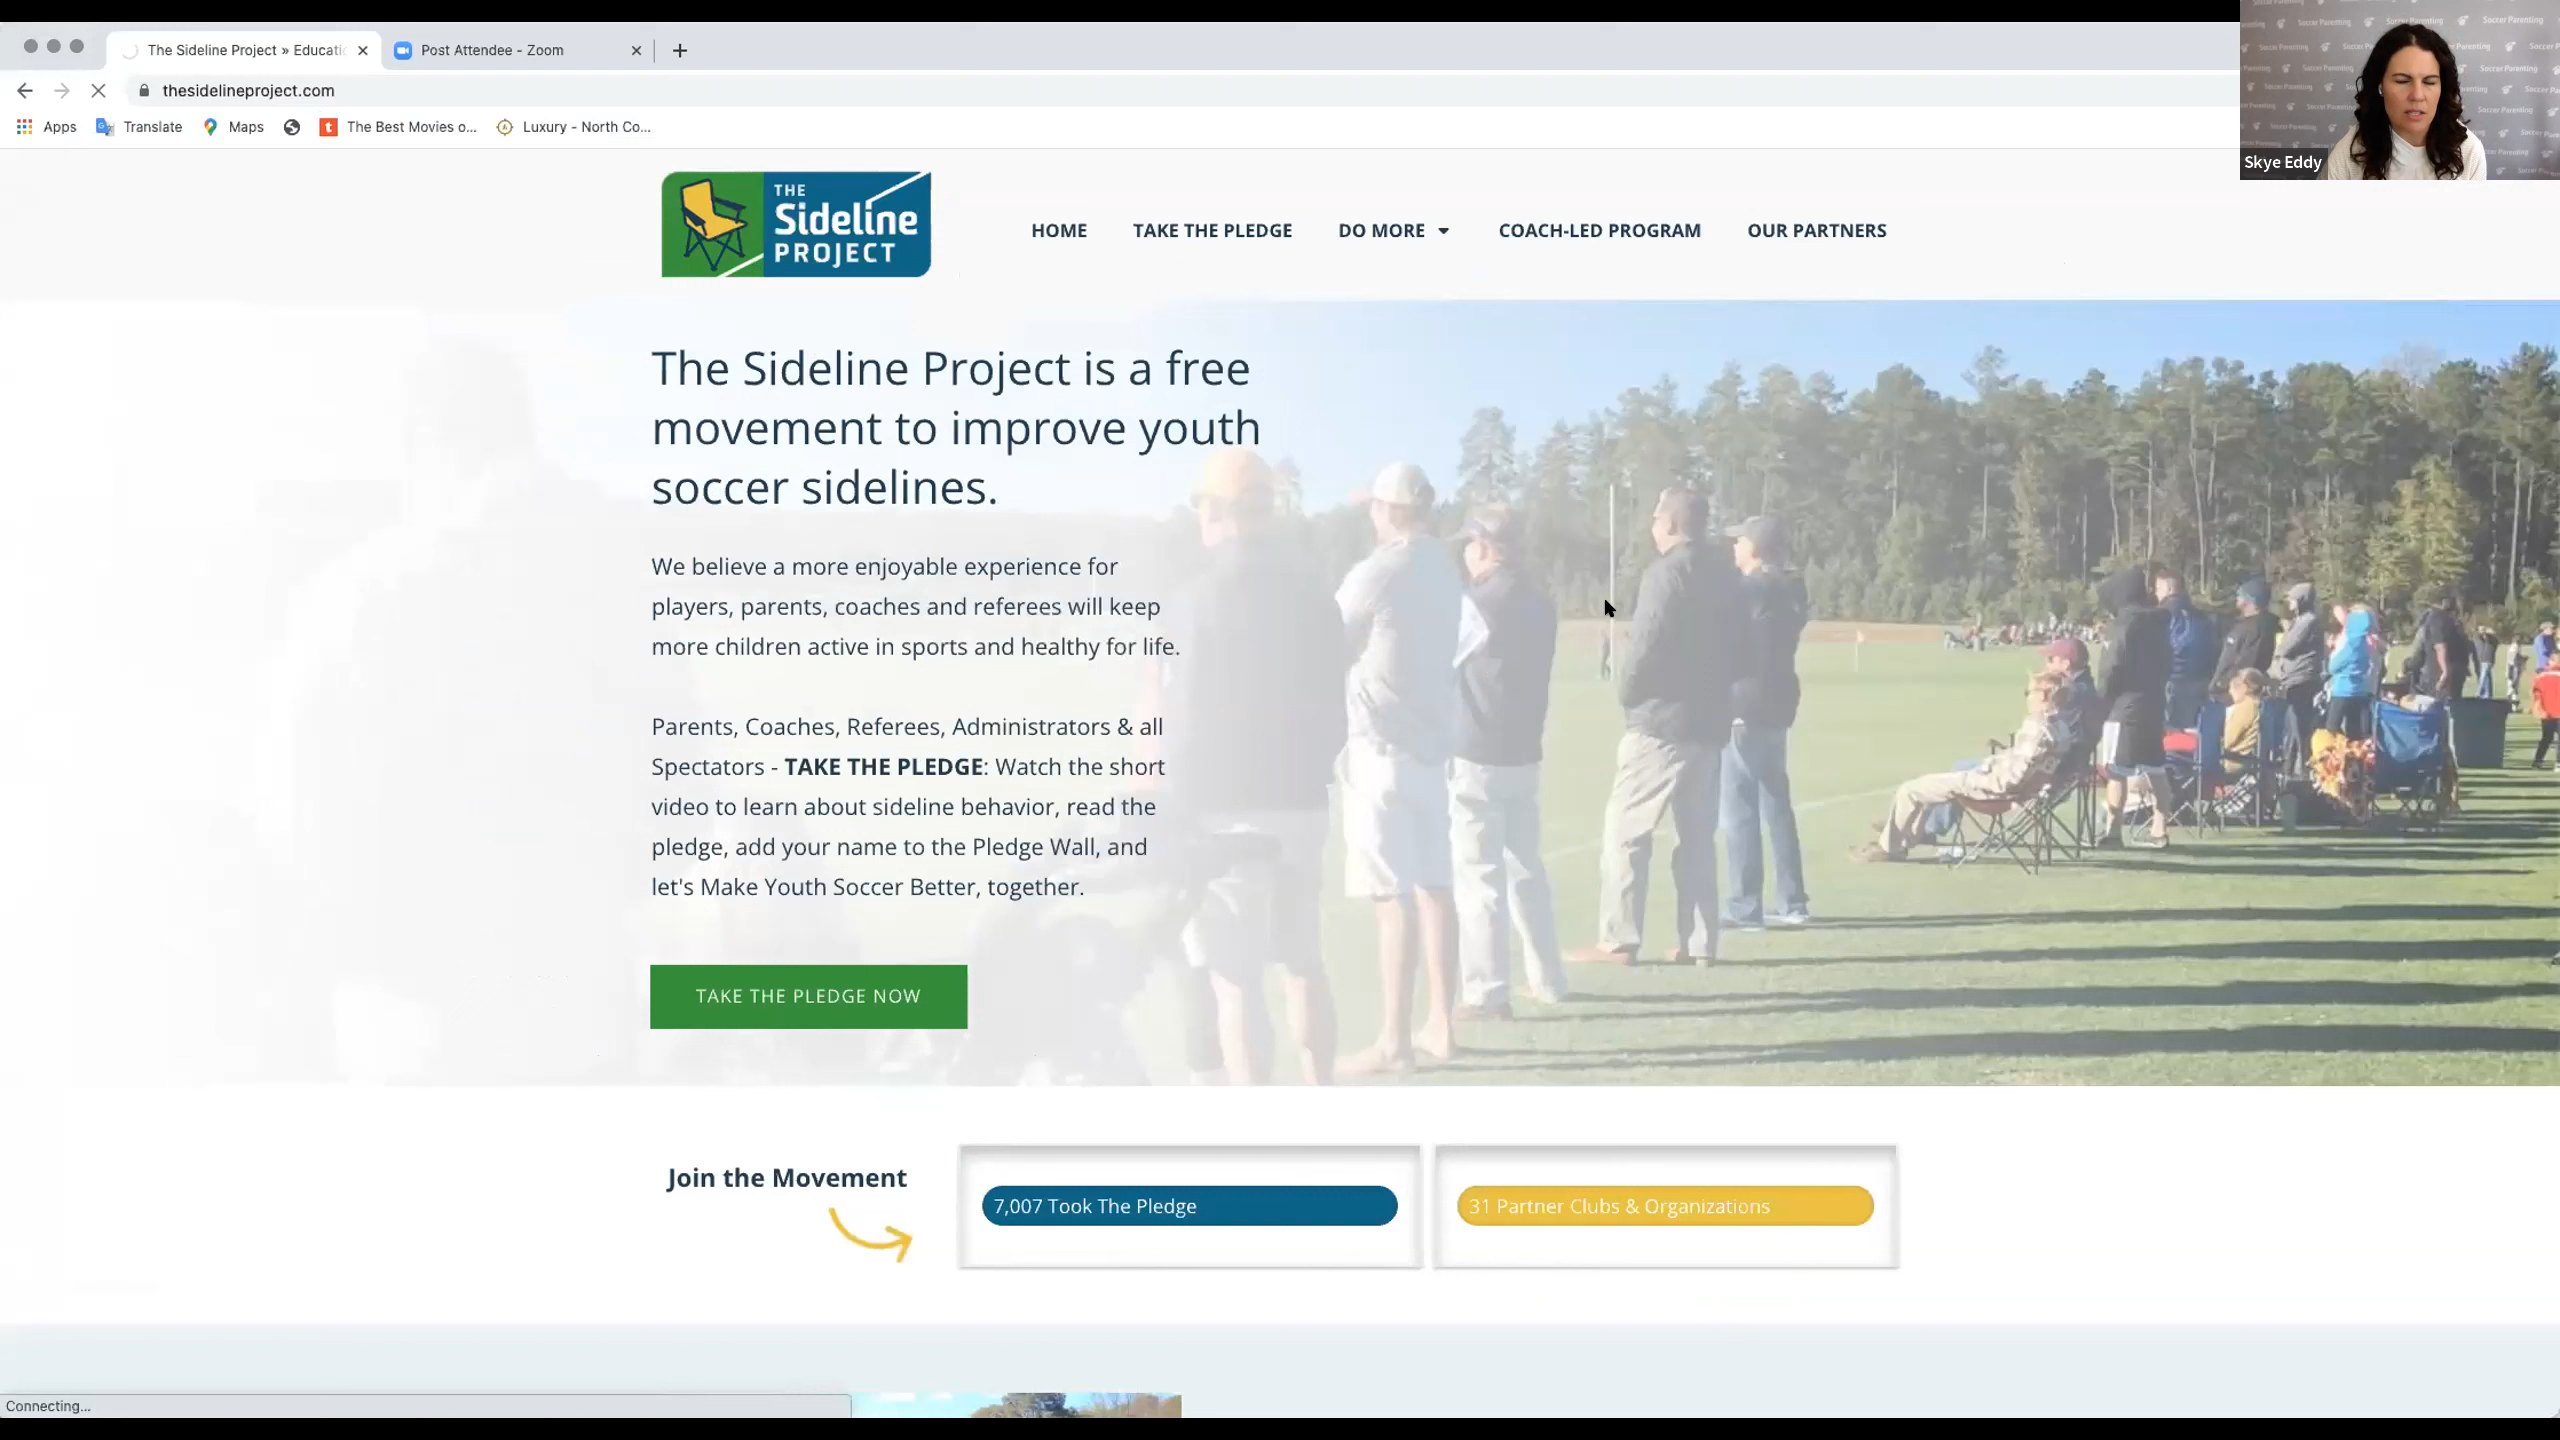 The Sideline Project » Educati
Post Attendee - Zoom
thesidelineproject.com
Apps
Translate
Maps
The Best Movies o...
Luxury - North Co...
Soccer Parenting
Skye Eddy
THE
Sideline
PROJECT
HOME
TAKE THE PLEDGE
DO MORE
COACH-LED PROGRAM
OUR PARTNERS
The Sideline Project is a free
movement to improve youth
soccer sidelines.
We believe a more enjoyable experience for
players, parents, coaches and referees will keep
more children active in sports and healthy for life.
Parents, Coaches, Referees, Administrators & all
Spectators - TAKE THE PLEDGE: Watch the short
video to learn about sideline behavior, read the
pledge, add your name to the Pledge Wall, and
let's Make Youth Soccer Better, together.
TAKE THE PLEDGE NOW
Join the Movement
7,007 Took The Pledge
31 Partner Clubs & Organizations
Connecting...